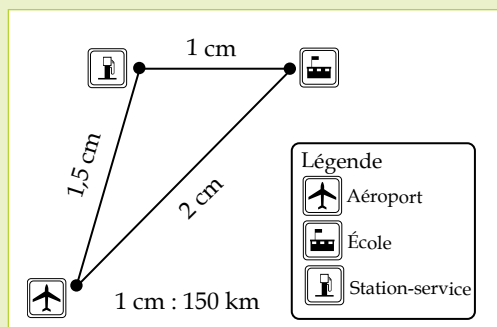 1 cm
1,5 cm
2 cm
1 cm : 150 km
Légende
Aéroport
École
Station-service